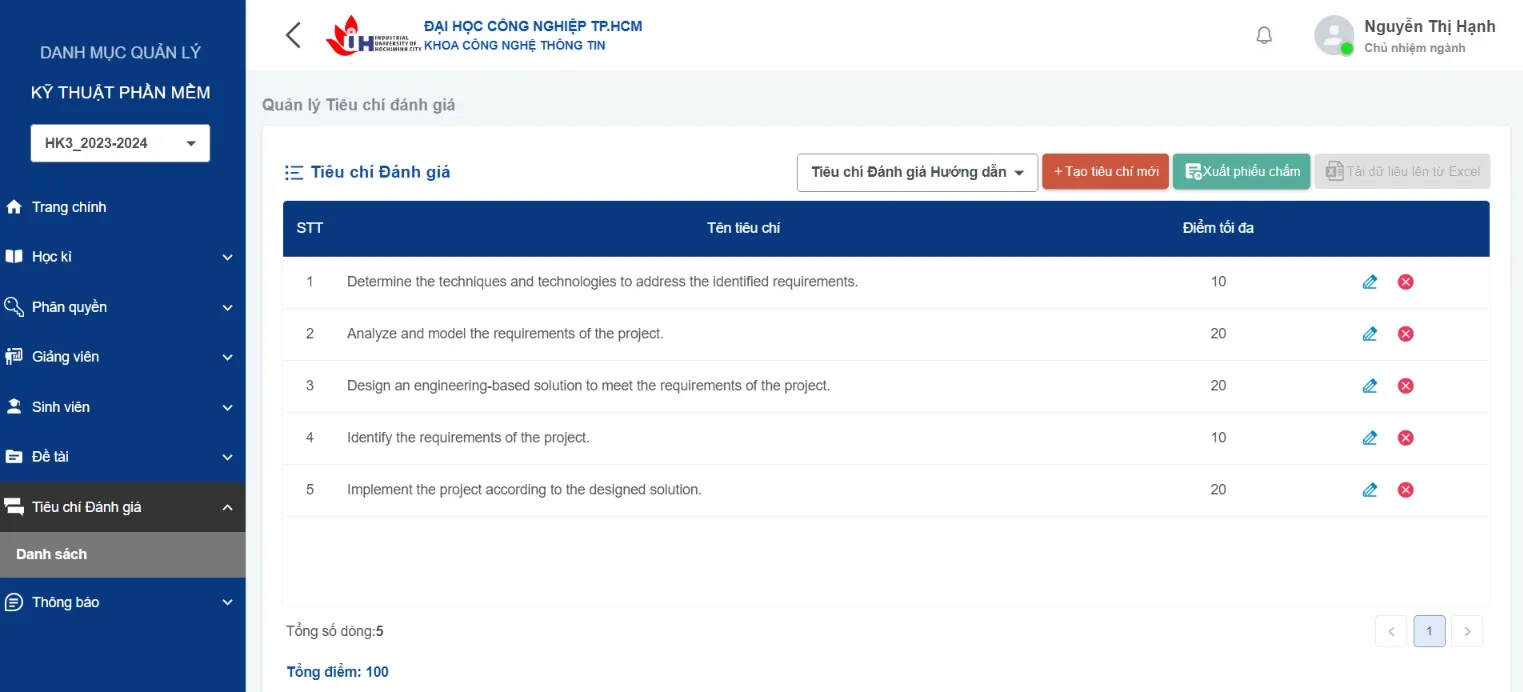 DANH MỤC QUẢN LÝ
KỸ THUẬT PHẦN MỀM
HK3_2023-2024
Trang chính
Học kì
Phân quyền
Giảng viên
Sinh viên
Đề tài
Tiêu chí Đánh giá
Danh sách
Thông báo
IUH INDUSTRIAL
UNIVERSITY OF
HOCHIMINH CITY
ĐẠI HỌC CÔNG NGHIỆP TP.HCM
KHOA CÔNG NGHỆ THÔNG TIN
Nguyễn Thị Hạnh
Chủ nhiệm ngành
Quản lý Tiêu chí đánh giá
Tiêu chí Đánh giá
Tiêu chí Đánh giá Hướng dẫn
+ Tạo tiêu chí mới
Xuất phiếu chấm
Tải dữ liệu lên từ Excel
STT Tên tiêu chí Điểm tối đa
1 Determine the techniques and technologies to address the identified requirements. 10
2 Analyze and model the requirements of the project. 20
3 Design an engineering-based solution to meet the requirements of the project. 20
4 Identify the requirements of the project. 10
5 Implement the project according to the designed solution. 20
Tổng số dòng:5
1
Tổng điểm: 100